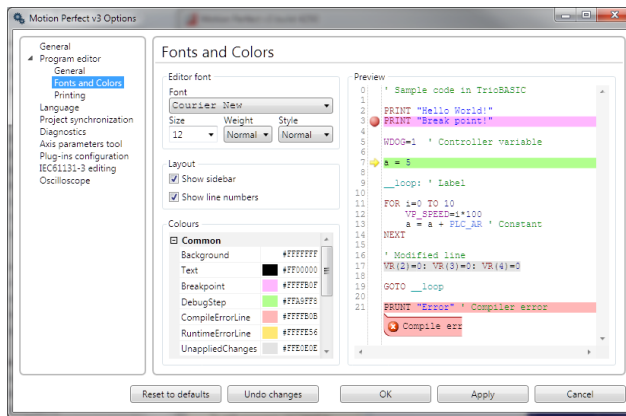 Motion Perfect v3 Options
General
Program editor
General
Fonts and Colors
Printing
Language
Project synchronization
Diagnostics
Axis parameters tool
Plug-ins configuration
IEC61131-3 editing
Oscilloscope
Fonts and Colors
Editor font
Font
Courier New
Size Weight Style
12 Normal Normal
Layout
Show sidebar
Show line numbers
Colours
Common
Background #FFFFFFF
Text #FF00000
Breakpoint #FFFFB0F
DebugStep #FFA9FF8
CompileErrorLine #FFFFB0B
RuntimeErrorLine #FFFFE56
UnappliedChanges #FFE0E0E
Preview
0 ' Sample code in TrioBASIC
1
2 PRINT "Hello World!"
3 PRINT "Break point!"
4
5 WDOG=1 ' Controller variable
6
7 a = 5
8
9 __loop: ' Label
10
11 FOR i=0 TO 10
12 VP_SPEED=i*100
13 a = a + PLC_AR ' Constant
14 NEXT
15
16 ' Modified line
17 VR(2)=0: VR(3)=0: VR(4)=0
18
19 GOTO __loop
20
21 PRUNT "Error" ' Compiler error
Compile err
Reset to defaults Undo changes OK Apply Cancel